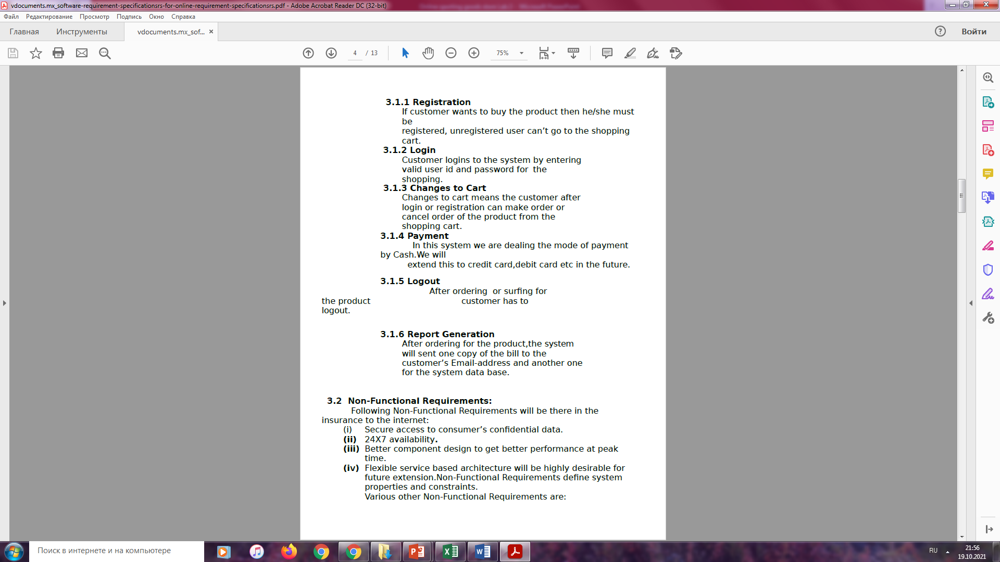 vdocuments.mx_software-requirement-specificationsrs-for-online-requirement-specificationsrs.pdf - Adobe Acrobat Reader DC (32-bit)
Файл Редактирование Просмотр Подпись Окно Справка
Главная Инструменты vdocuments.mx_sof... Войти
4 / 13 75%
3.1.1 Registration
If customer wants to buy the product then he/she must
be
registered, unregistered user can’t go to the shopping
cart.
3.1.2 Login
Customer logins to the system by entering
valid user id and password for the
shopping.
3.1.3 Changes to Cart
Changes to cart means the customer after
login or registration can make order or
cancel order of the product from the
shopping cart.
3.1.4 Payment
In this system we are dealing the mode of payment
by Cash.We will
extend this to credit card,debit card etc in the future.
3.1.5 Logout
After ordering or surfing for
the product customer has to
logout.
3.1.6 Report Generation
After ordering for the product,the system
will sent one copy of the bill to the
customer’s Email-address and another one
for the system data base.
3.2 Non-Functional Requirements:
Following Non-Functional Requirements will be there in the
insurance to the internet:
(i) Secure access to consumer’s confidential data.
(ii) 24X7 availability.
(iii) Better component design to get better performance at peak
time.
(iv) Flexible service based architecture will be highly desirable for
future extension.Non-Functional Requirements define system
properties and constraints.
Various other Non-Functional Requirements are:
Поиск в интернете и на компьютере
RU 21:56
19.10.2021